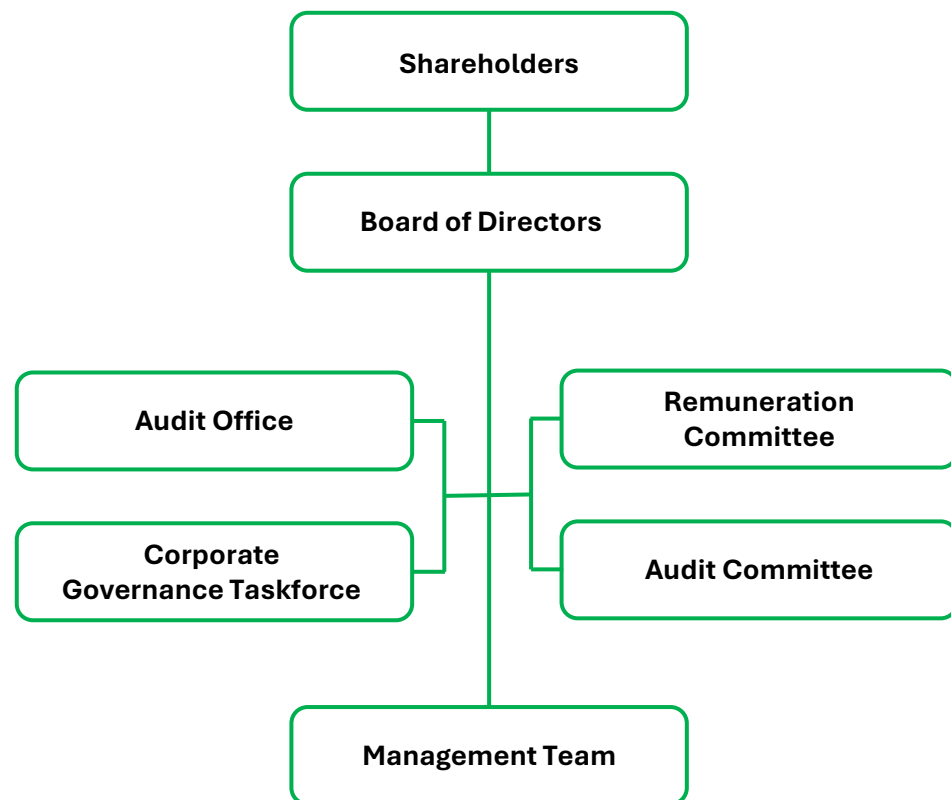 Shareholders
Board of Directors
Audit Office
Remuneration
Committee
Corporate
Governance Taskforce
Audit Committee
Management Team